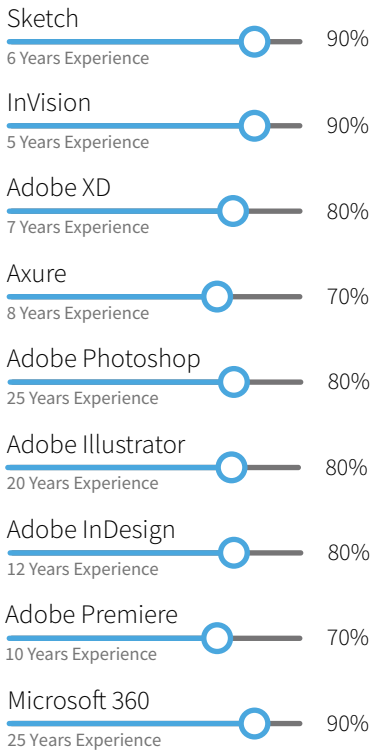 Sketch
90%
6 Years Experience
InVision
90%
5 Years Experience
Adobe XD
80%
7 Years Experience
Axure
70%
8 Years Experience
Adobe Photoshop
80%
25 Years Experience
Adobe Illustrator
80%
20 Years Experience
Adobe InDesign
80%
12 Years Experience
Adobe Premiere
70%
10 Years Experience
Microsoft 360
90%
25 Years Experience